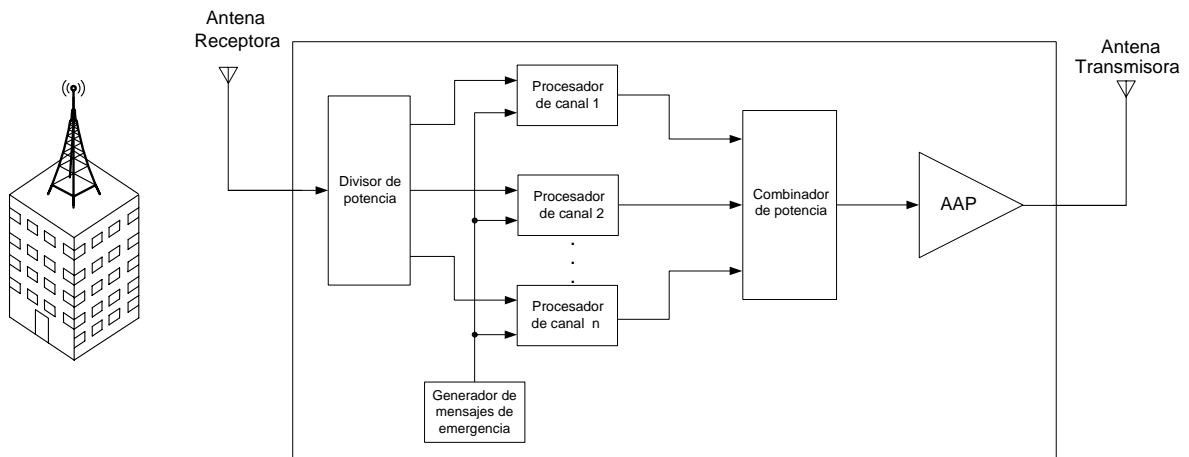 Antena
Receptora
Antena
Transmisora
Procesador
de canal 1
Divisor de
potencia
Procesador
de canal 2
Combinador
de potencia
AAP
Procesador
de canal n
Generador de
mensajes de
emergencia